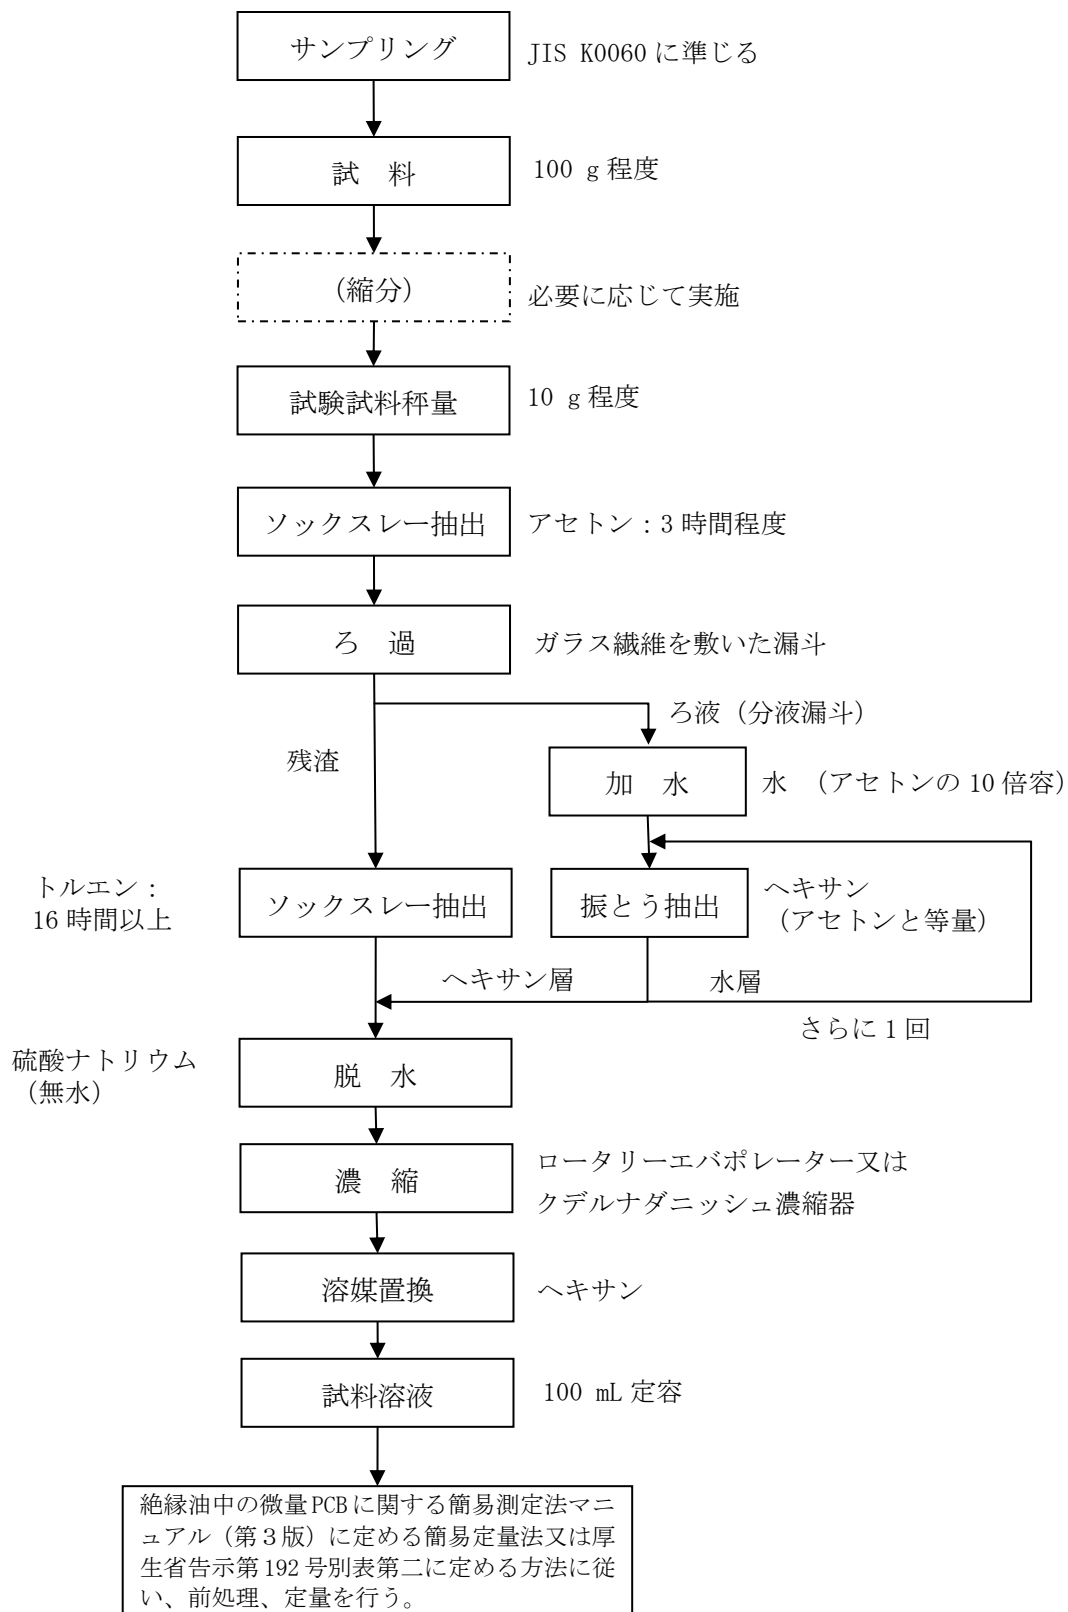 サンプリング
JIS K0060 に準じる
試　料
100 g 程度
(縮分)
必要に応じて実施
試験試料秤量
10 g 程度
ソックスレー抽出
アセトン：3 時間程度
ろ　過
ガラス繊維を敷いた漏斗
ろ液（分液漏斗）
残渣
加　水
水　（アセトンの 10 倍容）
トルエン：
16 時間以上
ソックスレー抽出
振とう抽出
ヘキサン
（アセトンと等量）
ヘキサン層
水層
さらに 1 回
硫酸ナトリウム
（無水）
脱　水
濃　縮
ロータリーエバポレーター又は
クデルナダニッシュ濃縮器
溶媒置換
ヘキサン
試料溶液
100 mL 定容
絶縁油中の微量 PCB に関する簡易測定法マニ
ュアル（第３版）に定める簡易定量法又は厚
生省告示第 192 号別表第二に定める方法に従
い、前処理、定量を行う。